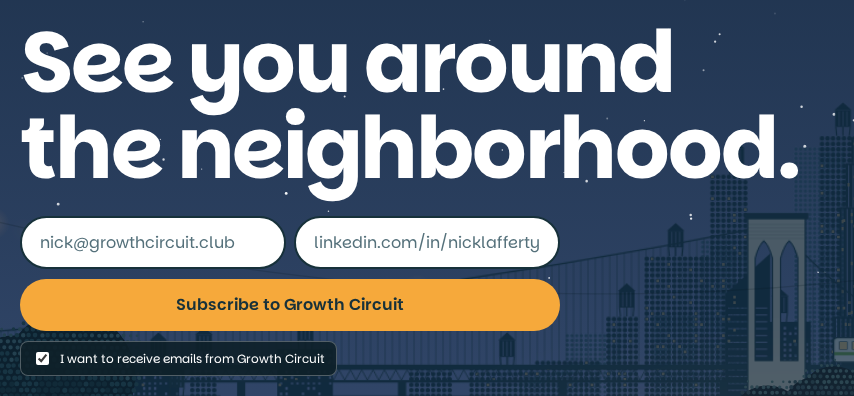 See you around
the neighborhood.
nick@growthcircuit.club
linkedin.com/in/nicklafferty
Subscribe to Growth Circuit
I want to receive emails from Growth Circuit